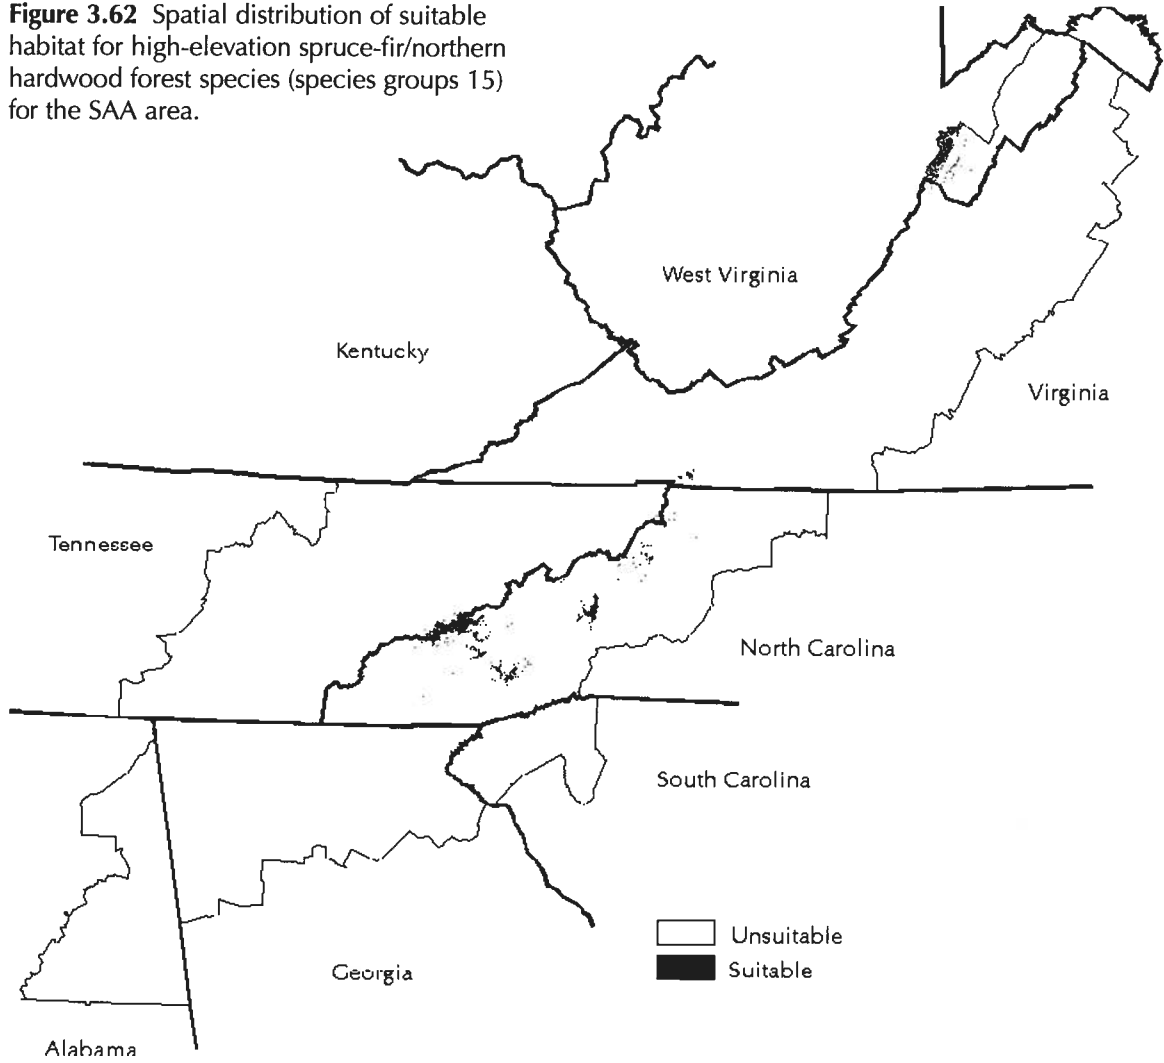 Figure 3.62 Spatial distribution of suitable
habitat for high-elevation spruce-fir/northern
hardwood forest species (species groups 15)
for the SAA area.
West Virginia
Kentucky
Virginia
Tennessee
North Carolina
South Carolina
Unsuitable
Suitable
Georgia
Alabama